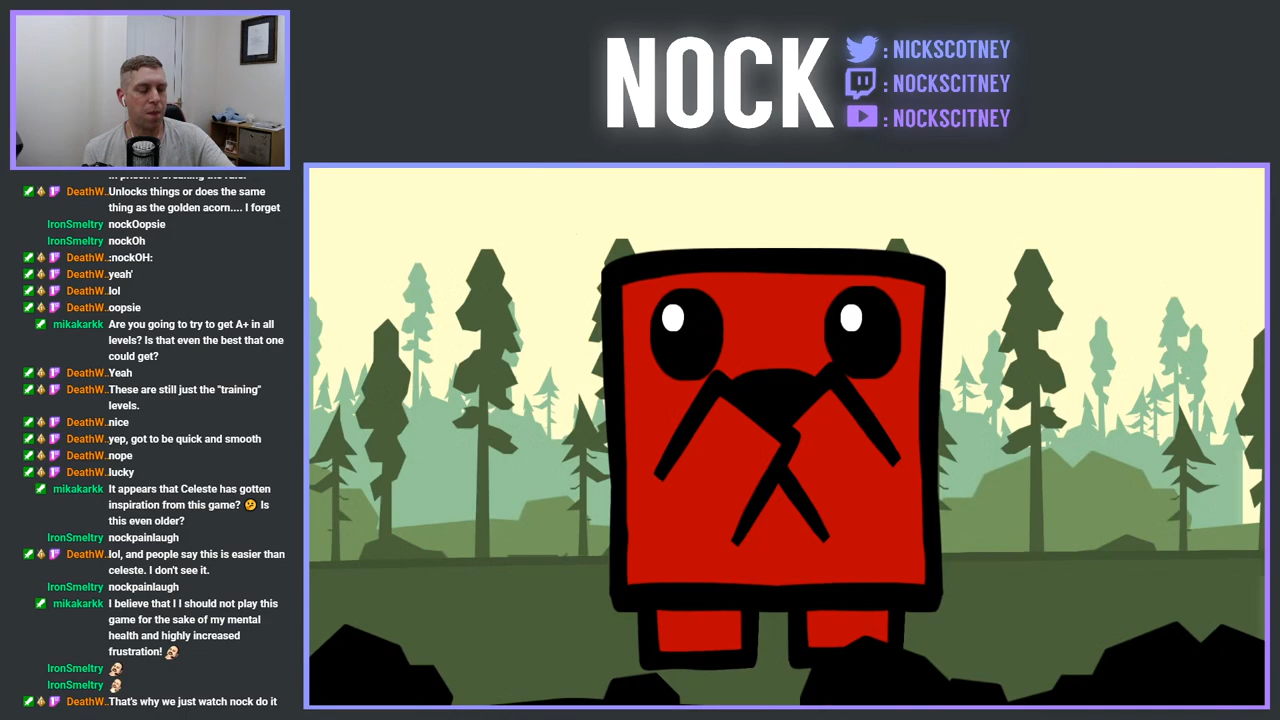 NOCK
: NICKSCOTNEY
: NOCKSCITNEY
: NOCKSCITNEY
DeathW..Unlocks things or does the same
thing as the golden acorn.... I forget
IronSmeltry nockOopsie
IronSmeltry nockOh
DeathW..:nockOH:
DeathW..yeah'
DeathW..lol
DeathW..oopsie
mikakarkk Are you going to try to get A+ in all
levels? Is that even the best that one
could get?
DeathW..Yeah
DeathW..These are still just the "training"
levels.
DeathW..nice
DeathW..yep, got to be quick and smooth
DeathW..nope
DeathW..lucky
mikakarkk It appears that Celeste has gotten
inspiration from this game? 🤔 Is
this even older?
IronSmeltry nockpainlaugh
DeathW..lol, and people say this is easier than
celeste. I don't see it.
IronSmeltry nockpainlaugh
mikakarkk I believe that I I should not play this
game for the sake of my mental
health and highly increased
frustration!
IronSmeltry
IronSmeltry
DeathW..That's why we just watch nock do it